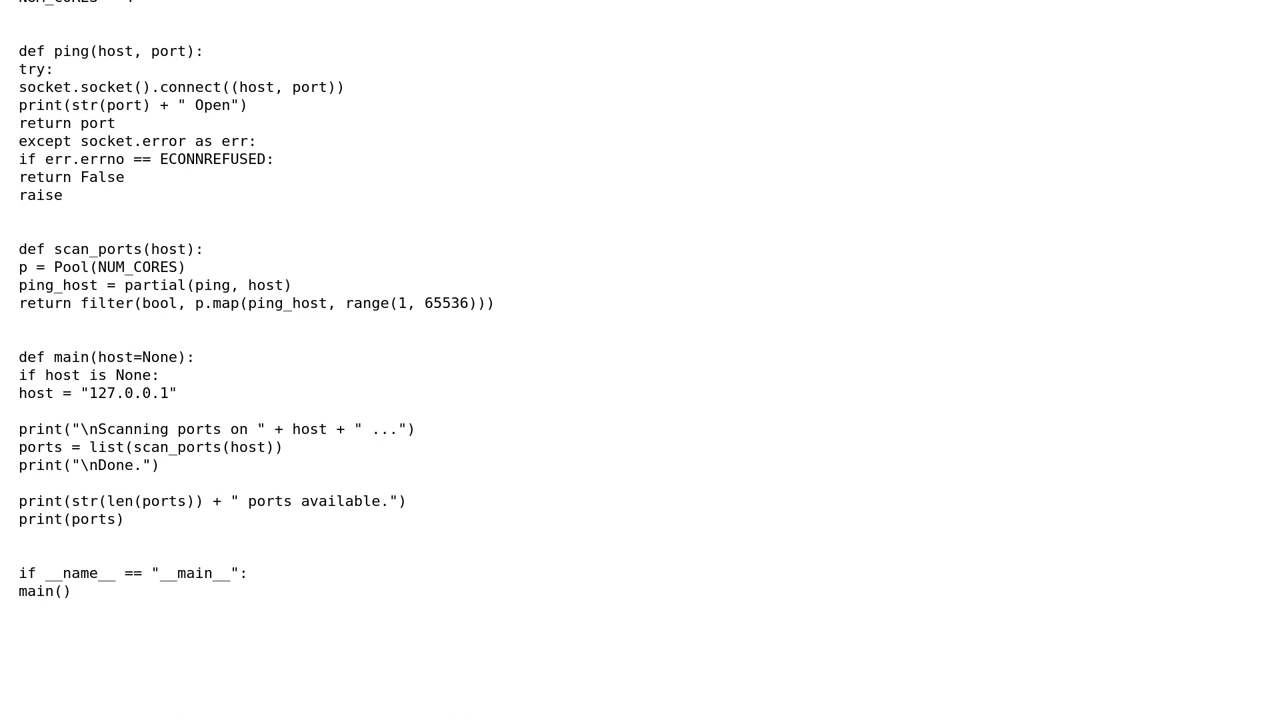 def ping(host, port):
try:
socket.socket().connect((host, port))
print(str(port) + " Open")
return port
except socket.error as err:
if err.errno == ECONNREFUSED:
return False
raise
def scan_ports(host):
p = Pool(NUM_CORES)
ping_host = partial(ping, host)
return filter(bool, p.map(ping_host, range(1, 65536)))
def main(host=None):
if host is None:
host = "127.0.0.1"
print("\nScanning ports on " + host + " ...")
ports = list(scan_ports(host))
print("\nDone.")
print(str(len(ports)) + " ports available.")
print(ports)
if __name__ == "__main__":
main()